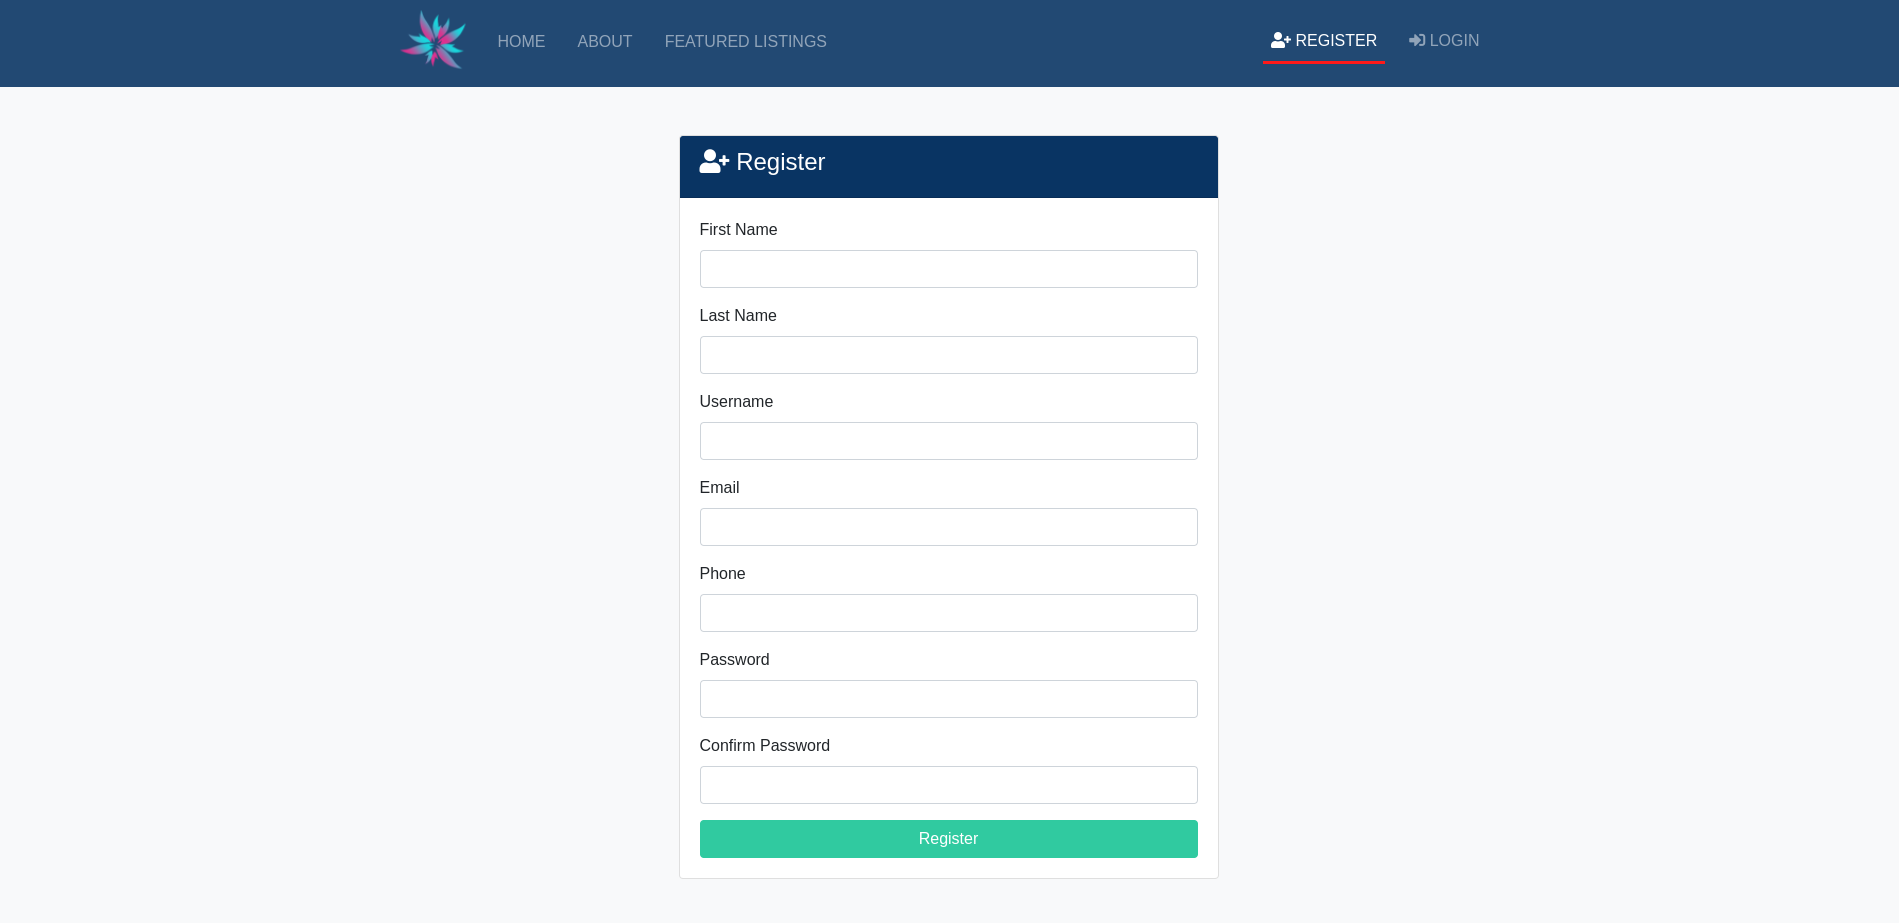 HOME ABOUT FEATURED LISTINGS REGISTER LOGIN
Register
First Name
Last Name
Username
Email
Phone
Password
Confirm Password
Register